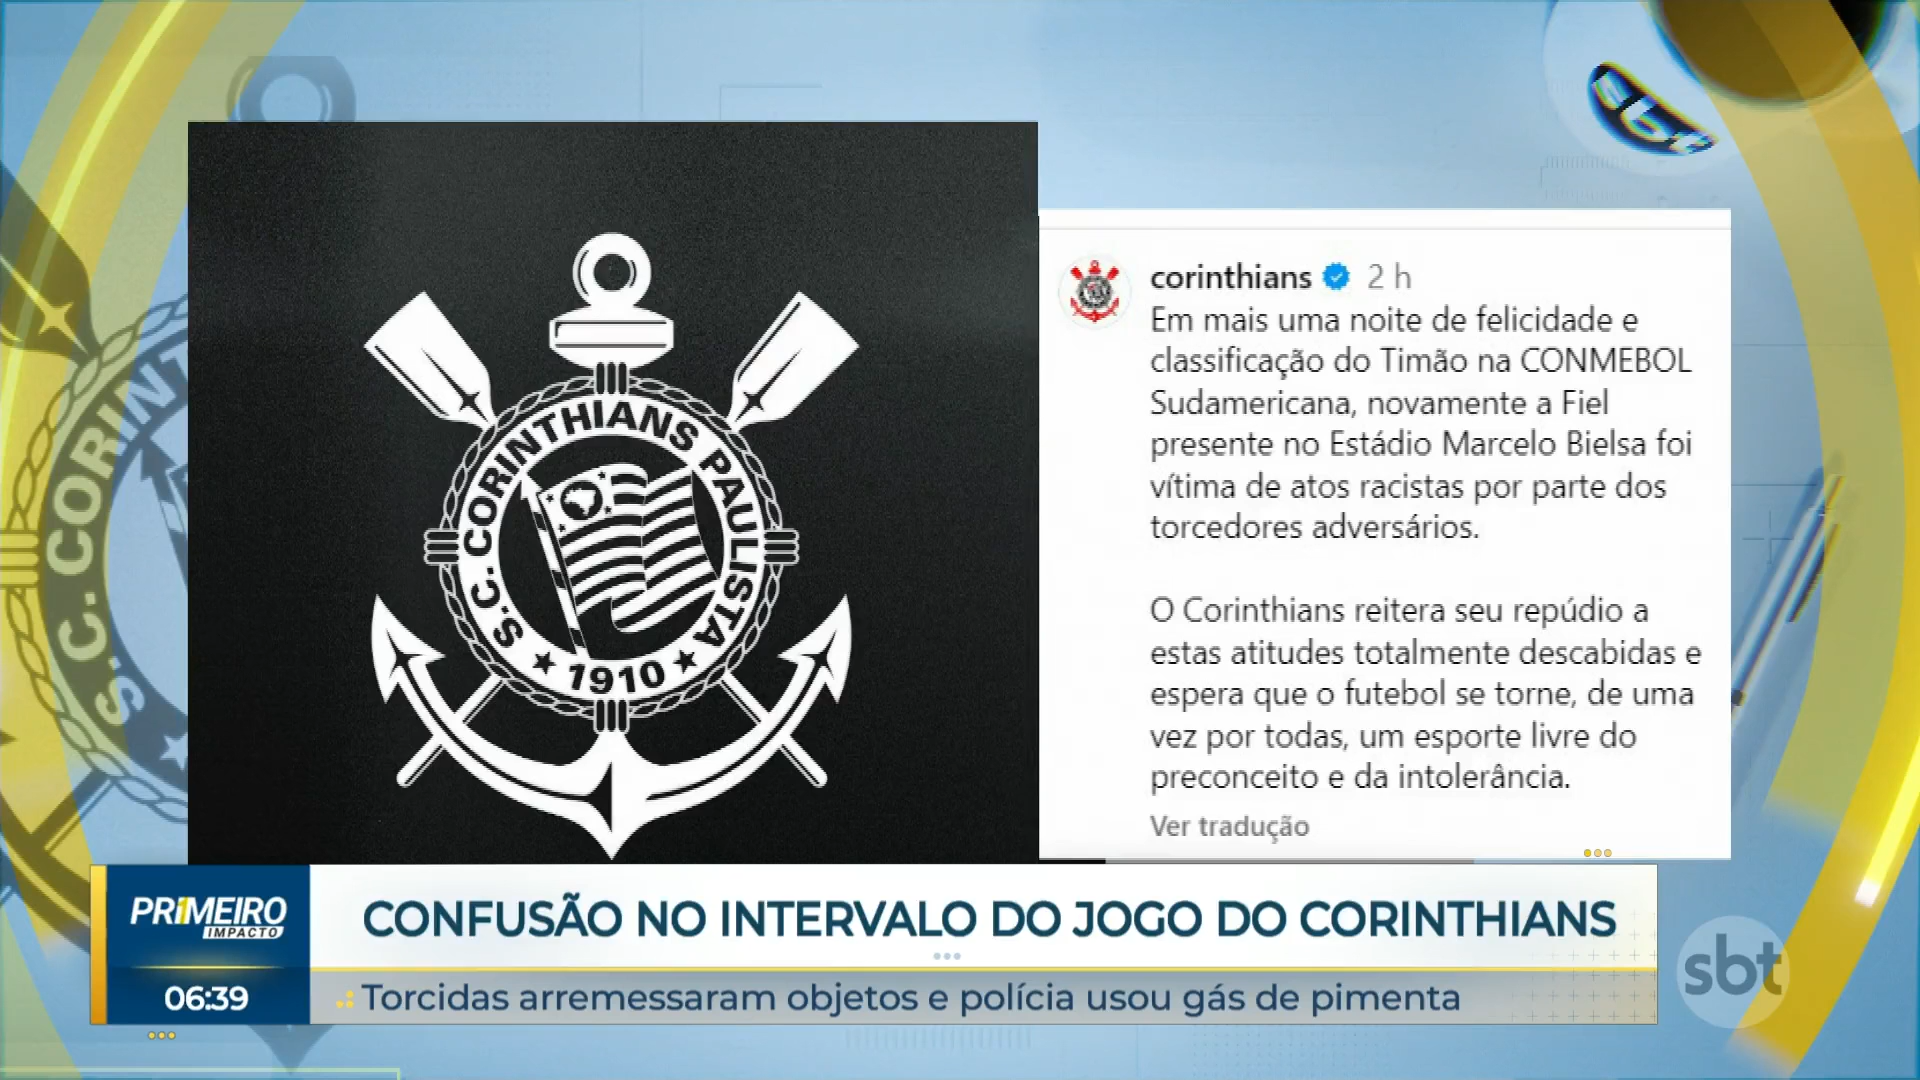 S.C. CORINTHIANS PAULISTA
1910
S.C. CORINT
corinthians 2 h
Em mais uma noite de felicidade e
classificação do Timão na CONMEBOL
Sudamericana, novamente a Fiel
presente no Estádio Marcelo Bielsa foi
vítima de atos racistas por parte dos
torcedores adversários.
O Corinthians reitera seu repúdio a
estas atitudes totalmente descabidas e
espera que o futebol se torne, de uma
vez por todas, um esporte livre do
preconceito e da intolerância.
Ver tradução
PRIMEIRO
IMPACTO
CONFUSÃO NO INTERVALO DO JOGO DO CORINTHIANS
06:39
Torcidas arremessaram objetos e polícia usou gás de pimenta
sbt